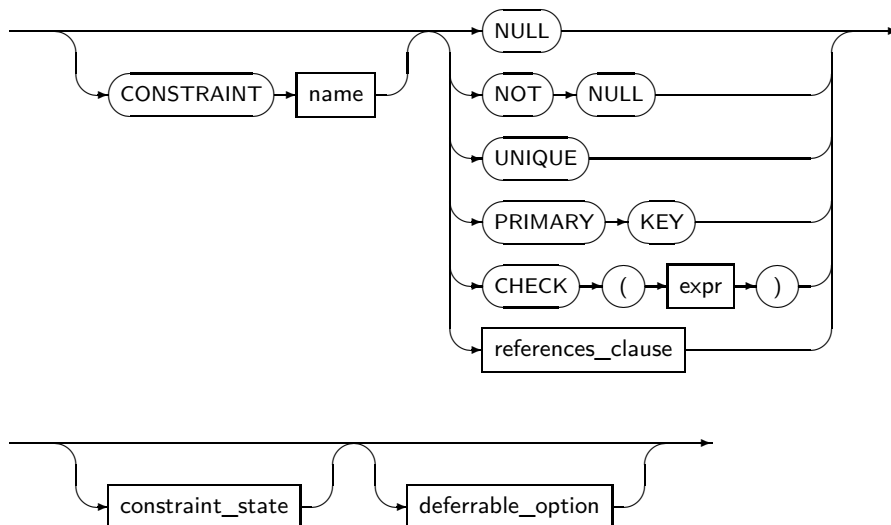 NULL
CONSTRAINT name
NOT NULL
UNIQUE
PRIMARY KEY
CHECK ( expr )
references_clause
constraint_state deferrable_option